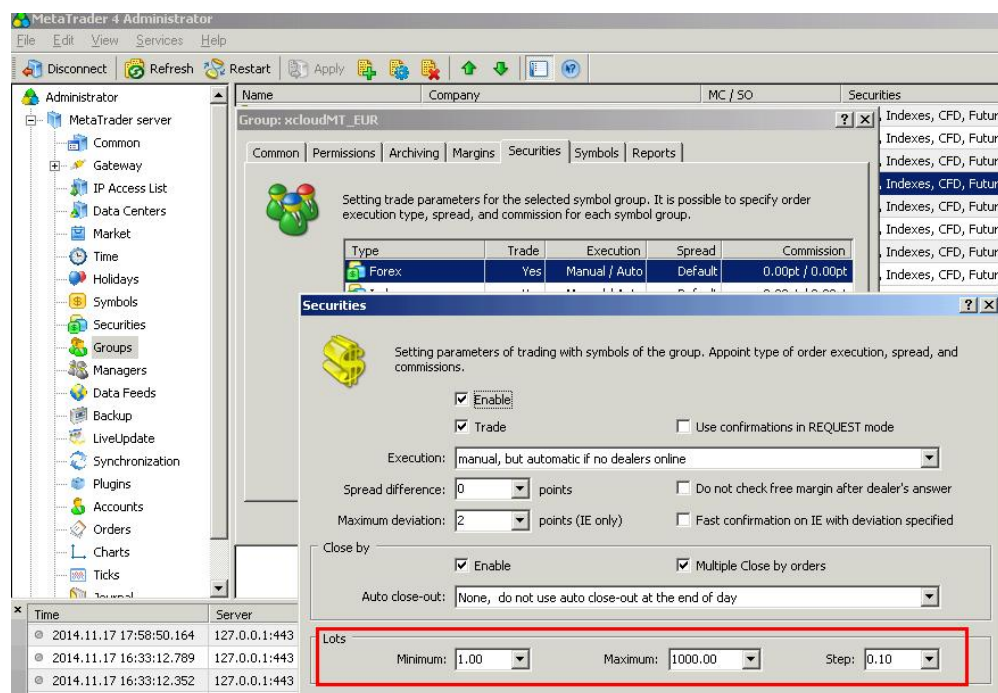 MetaTrader 4 Administrator
File Edit View Services Help
Disconnect Refresh Restart Apply
Administrator
MetaTrader server
Common
Gateway
IP Access List
Data Centers
Market
Time
Holidays
Symbols
Securities
Groups
Managers
Data Feeds
Backup
LiveUpdate
Synchronization
Plugins
Accounts
Orders
Charts
Ticks
Journal
Name Company MC / SO Securities
, Indexes, CFD, Futur
, Indexes, CFD, Futur
, Indexes, CFD, Futur
, Indexes, CFD, Futur
, Indexes, CFD, Futur
, Indexes, CFD, Futur
, Indexes, CFD, Futur
, Indexes, CFD, Futur
Group: xcloudMT_EUR
Common Permissions Archiving Margins Securities Symbols Reports
Setting trade parameters for the selected symbol group. It is possible to specify order
execution type, spread, and commission for each symbol group.
Type Trade Execution Spread Commission
Forex Yes Manual / Auto Default 0.00pt / 0.00pt
Securities
Setting parameters of trading with symbols of the group. Appoint type of order execution, spread, and
commissions.
Enable
Trade Use confirmations in REQUEST mode
Execution: manual, but automatic if no dealers online
Spread difference: 0 points Do not check free margin after dealer's answer
Maximum deviation: 2 points (IE only) Fast confirmation on IE with deviation specified
Close by
Enable Multiple Close by orders
Auto close-out: None, do not use auto close-out at the end of day
Lots
Minimum: 1.00 Maximum: 1000.00 Step: 0.10
Time Server
2014.11.17 17:58:50.164 127.0.0.1:443
2014.11.17 16:33:12.789 127.0.0.1:443
2014.11.17 16:33:12.352 127.0.0.1:443